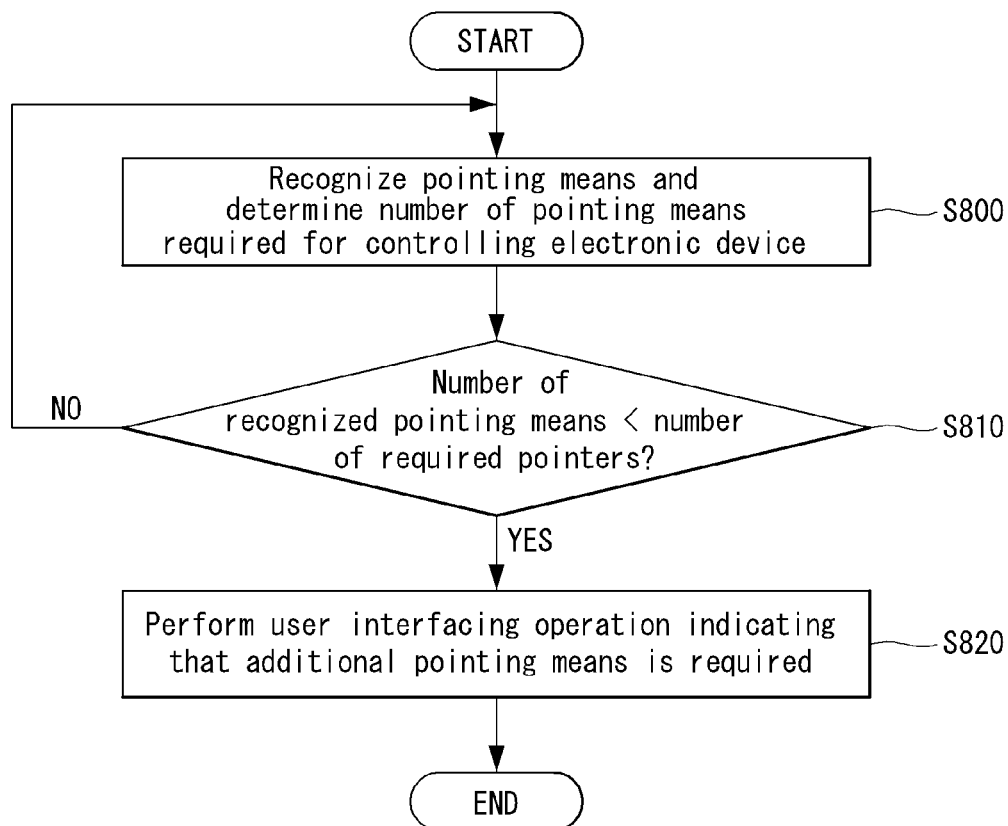 START
Recognize pointing means and
determine number of pointing means
required for controlling electronic device
S800
Number of
recognized pointing means < number
of required pointers?
S810
NO
YES
Perform user interfacing operation indicating
that additional pointing means is required
S820
END